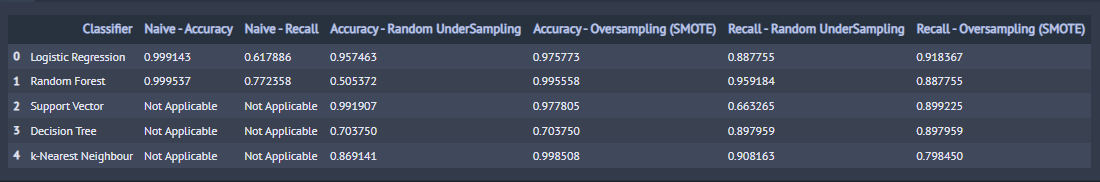 Classifier Naive - Accuracy Naive - Recall Accuracy - Random UnderSampling Accuracy - Oversampling (SMOTE) Recall - Random UnderSampling Recall - Oversampling (SMOTE)
0 Logistic Regression 0.999143 0.617886 0.957463 0.975773 0.887755 0.918367
1 Random Forest 0.999537 0.772358 0.505372 0.995558 0.959184 0.887755
2 Support Vector Not Applicable Not Applicable 0.991907 0.977805 0.663265 0.899225
3 Decision Tree Not Applicable Not Applicable 0.703750 0.703750 0.897959 0.897959
4 k-Nearest Neighbour Not Applicable Not Applicable 0.869141 0.998508 0.908163 0.798450